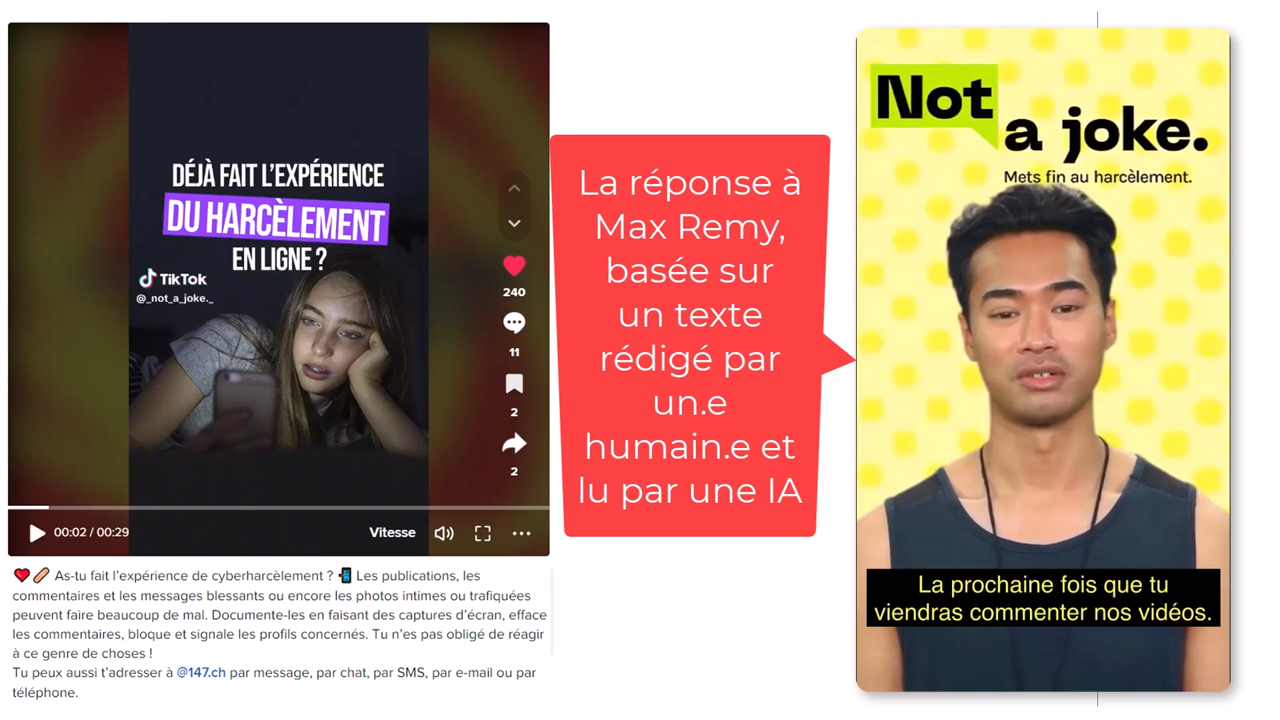 DÉJÀ FAIT L'EXPÉRIENCE
DU HARCÈLEMENT
EN LIGNE ?
TikTok
@_not_a_joke._
240
11
2
2
00:02 / 00:29
Vitesse
As-tu fait l'expérience de cyberharcèlement ? Les publications, les
commentaires et les messages blessants ou encore les photos intimes ou trafiquées
peuvent faire beaucoup de mal. Documente-les en faisant des captures d'écran, efface
les commentaires, bloque et signale les profils concernés. Tu n'es pas obligé de réagir
à ce genre de choses !
Tu peux aussi t'adresser à @147.ch par message, par chat, par SMS, par e-mail ou par
téléphone.
La réponse à
Max Remy,
basée sur
un texte
rédigé par
un.e
humain.e et
lu par une IA
Not
a joke.
Mets fin au harcèlement.
La prochaine fois que tu
viendras commenter nos vidéos.